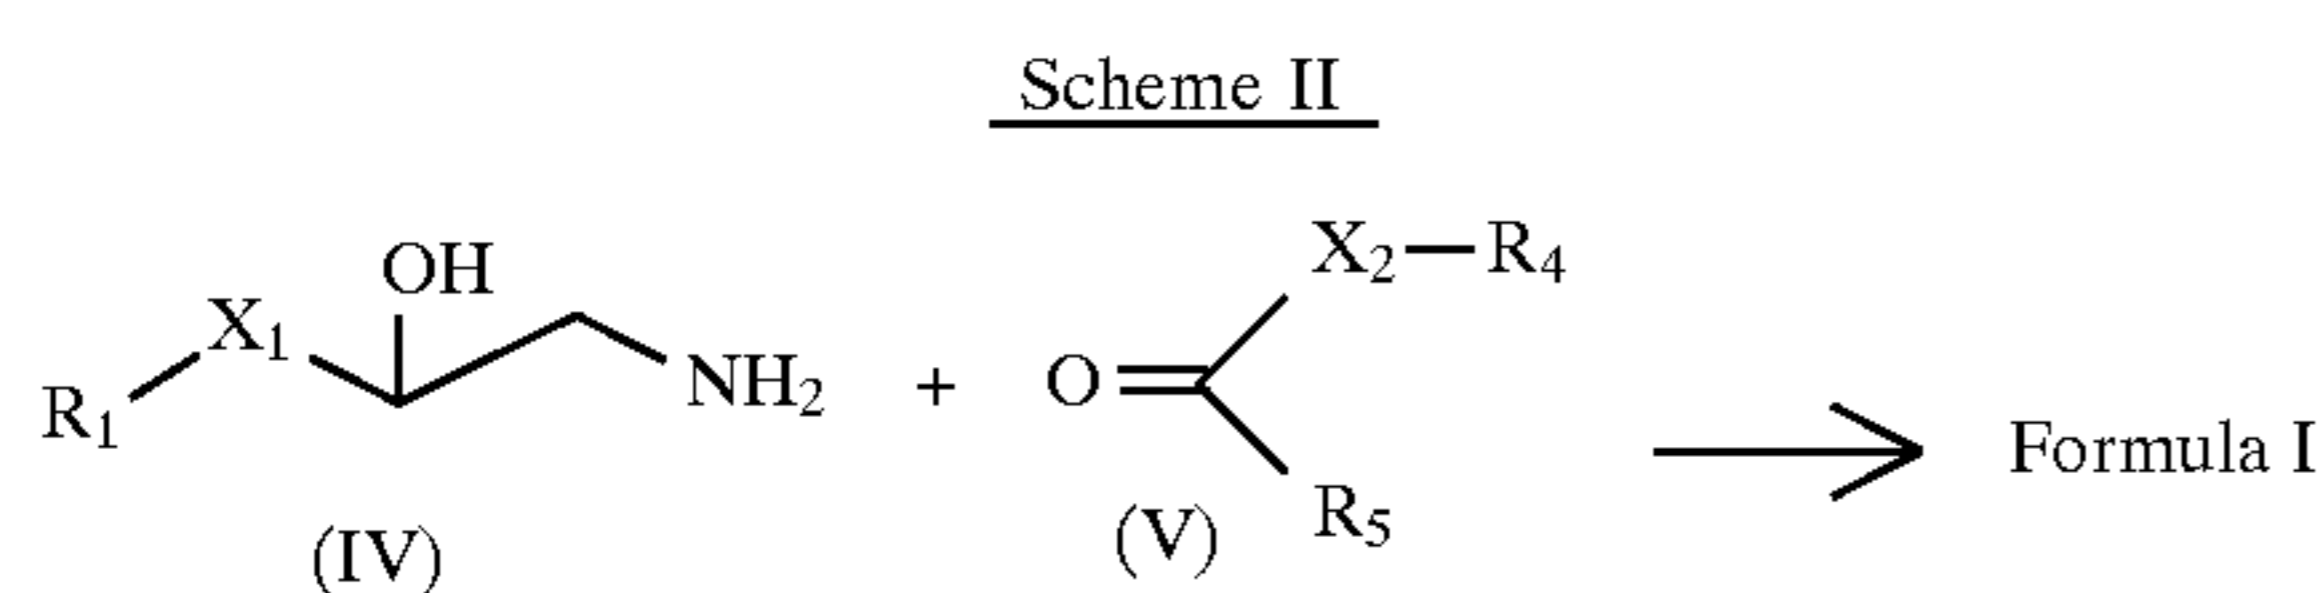 Scheme II
X₂—R₄
OH
X₁
R₁
NH₂
+
O
Formula I
R₅
(IV)
(V)